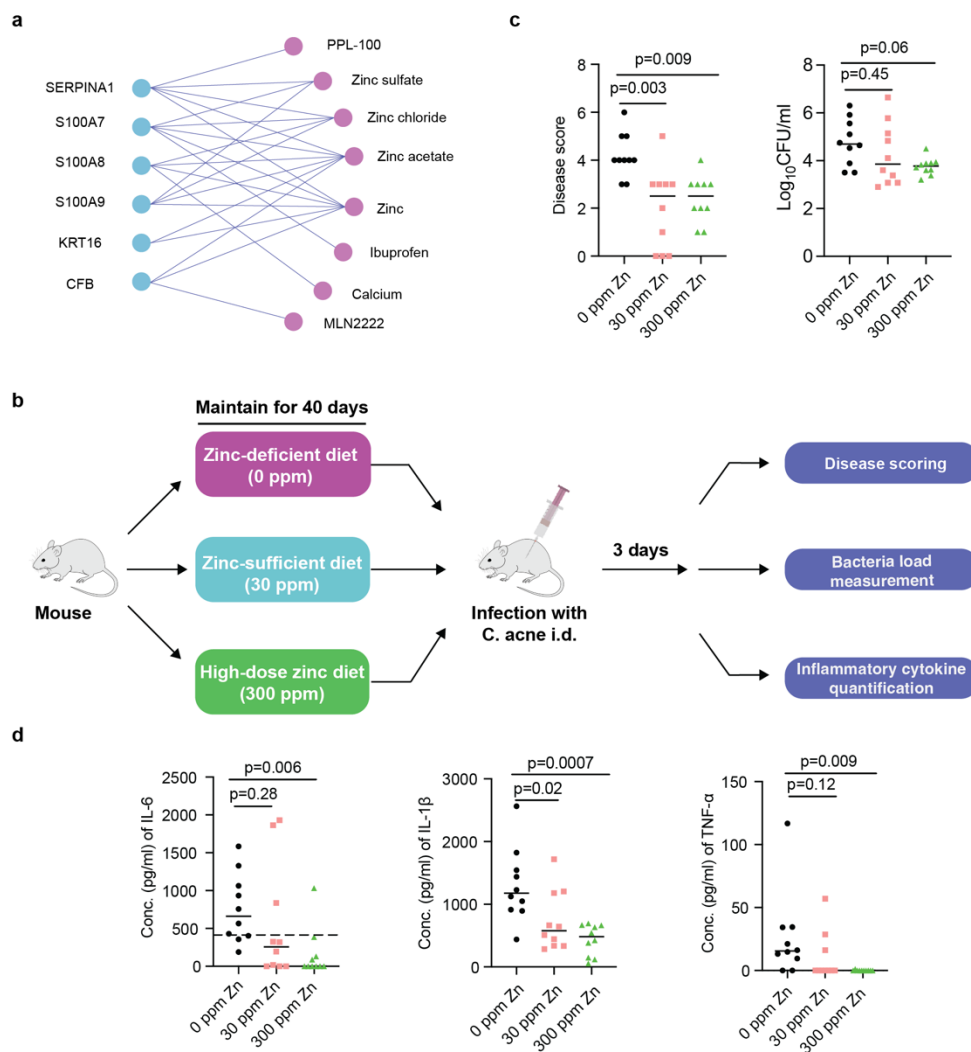 a
SERPINA1
S100A7
S100A8
S100A9
KRT16
CFB
PPL-100
Zinc sulfate
Zinc chloride
Zinc acetate
Zinc
Ibuprofen
Calcium
MLN2222
c
p=0.009
p=0.003
Disease score
8
6
4
2
0
0 ppm Zn
30 ppm Zn
300 ppm Zn
p=0.06
p=0.45
Log10CFU/ml
8
6
4
2
0
0 ppm Zn
30 ppm Zn
300 ppm Zn
b
Maintain for 40 days
Zinc-deficient diet
(0 ppm)
Zinc-sufficient diet
(30 ppm)
High-dose zinc diet
(300 ppm)
Mouse
Infection with
C. acne i.d.
3 days
Disease scoring
Bacteria load
measurement
Inflammatory cytokine
quantification
d
p=0.006
p=0.28
Conc. (pg/ml) of IL-6
2500
2000
1500
1000
500
0
0 ppm Zn
30 ppm Zn
300 ppm Zn
p=0.0007
p=0.02
Conc. (pg/ml) of IL-1β
3000
2000
1000
0
0 ppm Zn
30 ppm Zn
300 ppm Zn
p=0.009
p=0.12
Conc. (pg/ml) of TNF-α
150
100
50
0
0 ppm Zn
30 ppm Zn
300 ppm Zn